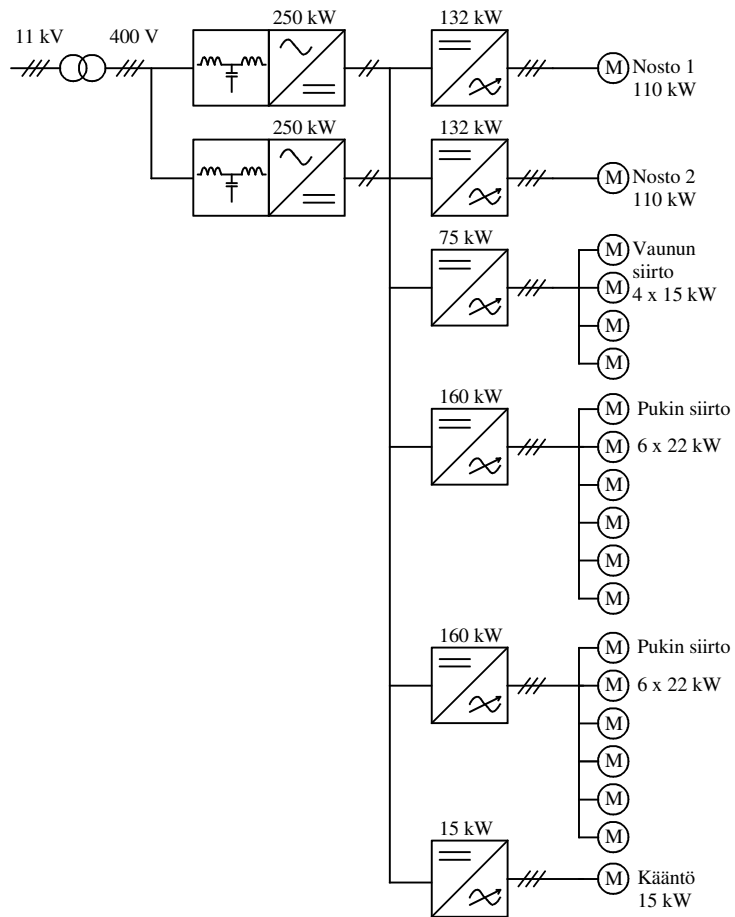 11 kV
400 V
250 kW
132 kW
M Nosto 1
110 kW
250 kW
132 kW
M Nosto 2
110 kW
75 kW
M Vaunun
siirto
M 4 x 15 kW
M
M
160 kW
M Pukin siirto
M 6 x 22 kW
M
M
M
M
160 kW
M Pukin siirto
M 6 x 22 kW
M
M
M
M
15 kW
M Kääntö
15 kW